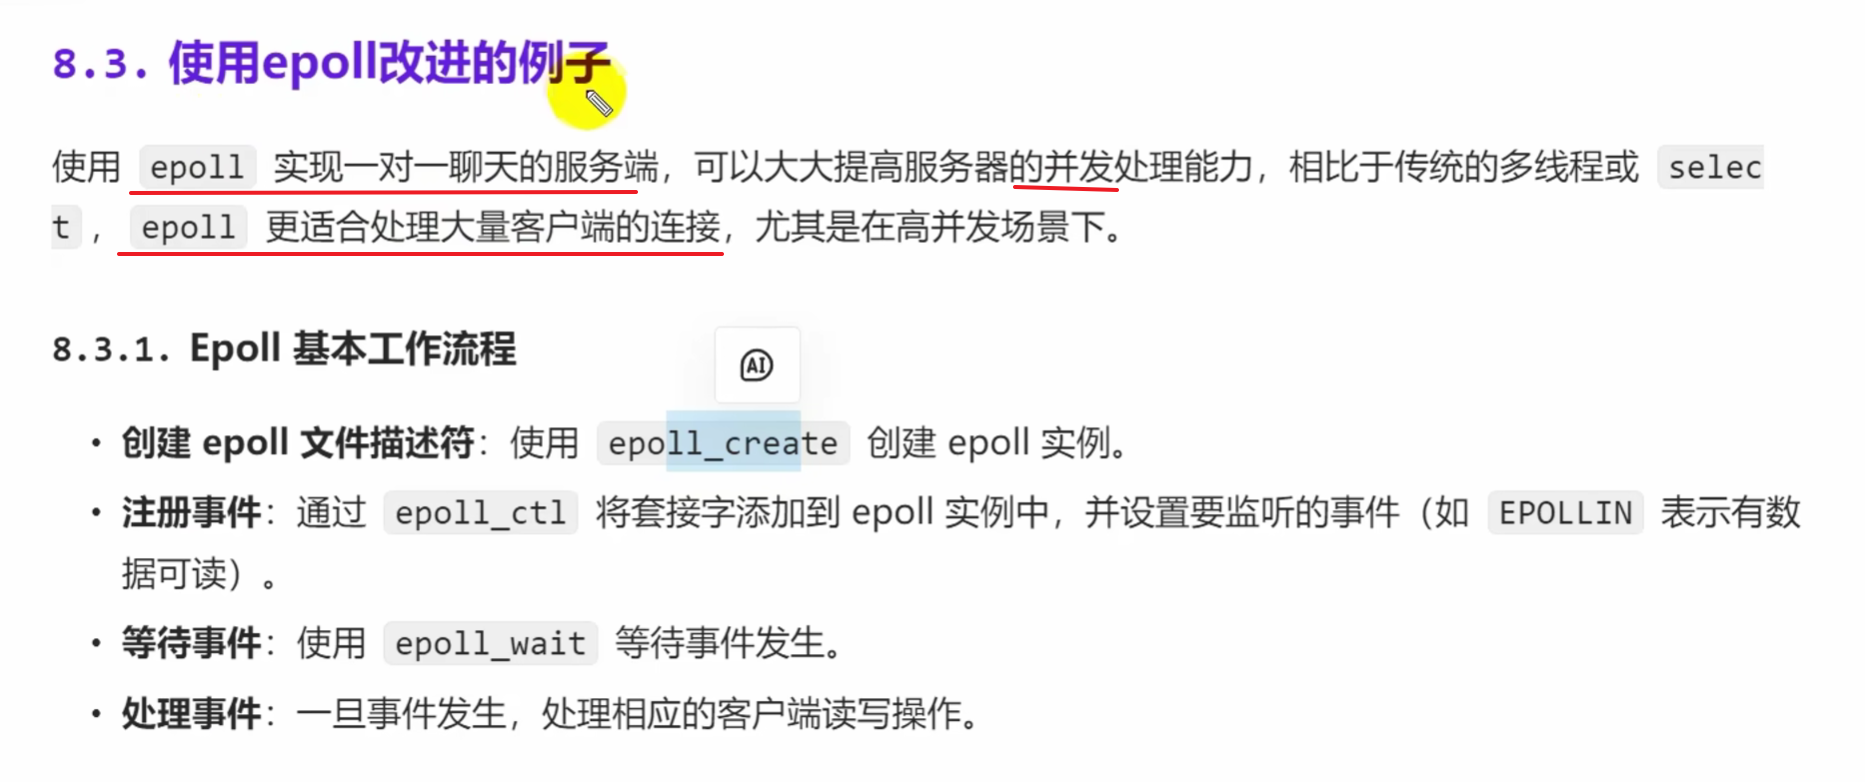 8.3. 使用epoll改进的例子
使用 epoll 实现一对一聊天的服务端，可以大大提高服务器的并发处理能力，相比于传统的多线程或 selec
t ， epoll 更适合处理大量客户端的连接，尤其是在高并发场景下。
8.3.1. Epoll 基本工作流程
AI
• 创建 epoll 文件描述符：使用 epoll_create 创建 epoll 实例。
• 注册事件：通过 epoll_ctl 将套接字添加到 epoll 实例中，并设置要监听的事件（如 EPOLLIN 表示有数
据可读）。
• 等待事件：使用 epoll_wait 等待事件发生。
• 处理事件：一旦事件发生，处理相应的客户端读写操作。